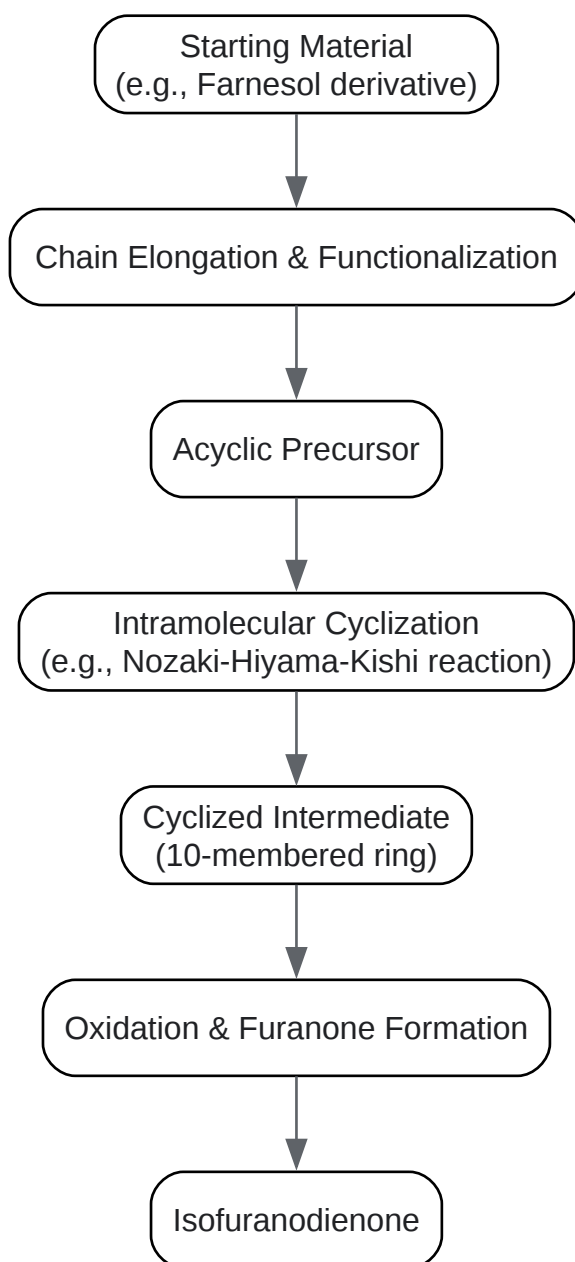 Starting Material
(e.g., Farnesol derivative)
Chain Elongation & Functionalization
Acyclic Precursor
Intramolecular Cyclization
(e.g., Nozaki-Hiyama-Kishi reaction)
Cyclized Intermediate
(10-membered ring)
Oxidation & Furanone Formation
Isofuranodienone